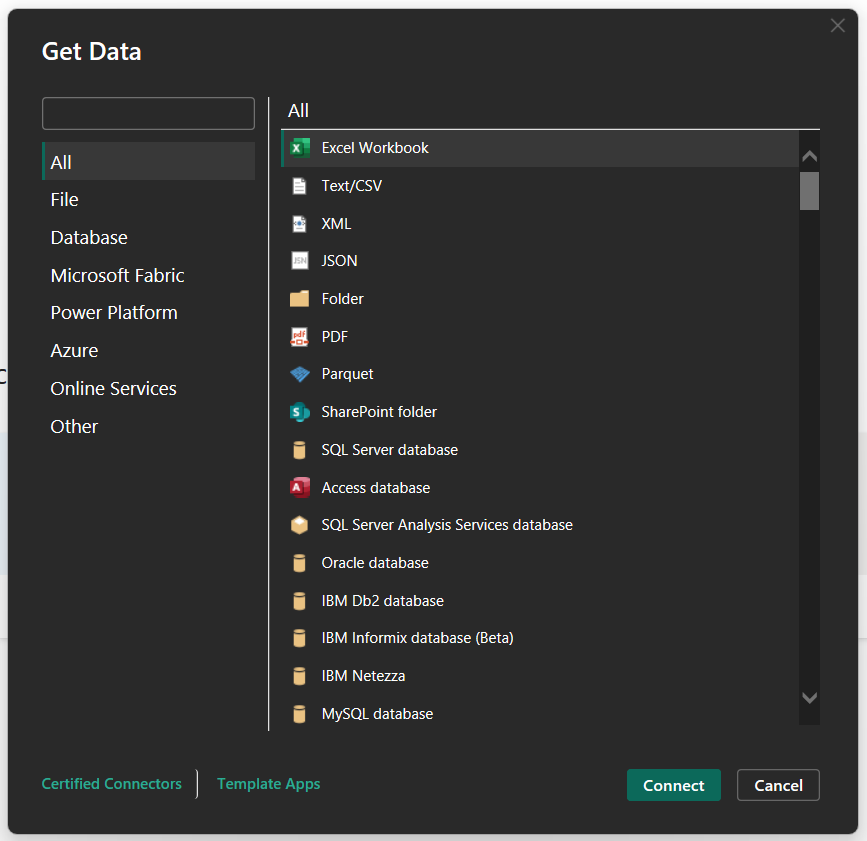 Get Data
All
File
Database
Microsoft Fabric
Power Platform
Azure
Online Services
Other
All
Excel Workbook
Text/CSV
XML
JSON
Folder
PDF
Parquet
SharePoint folder
SQL Server database
Access database
SQL Server Analysis Services database
Oracle database
IBM Db2 database
IBM Informix database (Beta)
IBM Netezza
MySQL database
Certified Connectors
Template Apps
Connect
Cancel